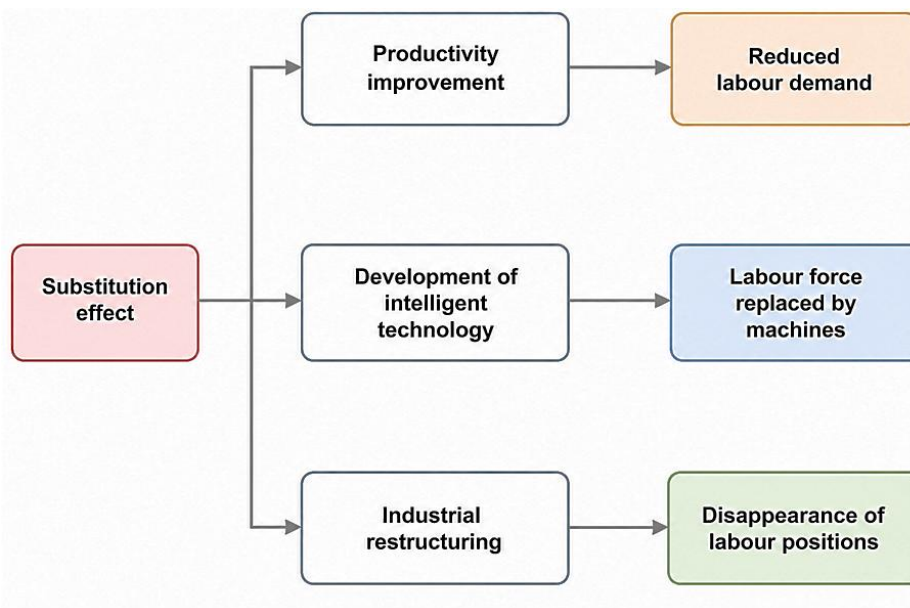 Productivity
improvement
Reduced
labour demand
Substitution
effect
Development of
intelligent
technology
Labour force
replaced by
machines
Industrial
restructuring
Disappearance of
labour positions